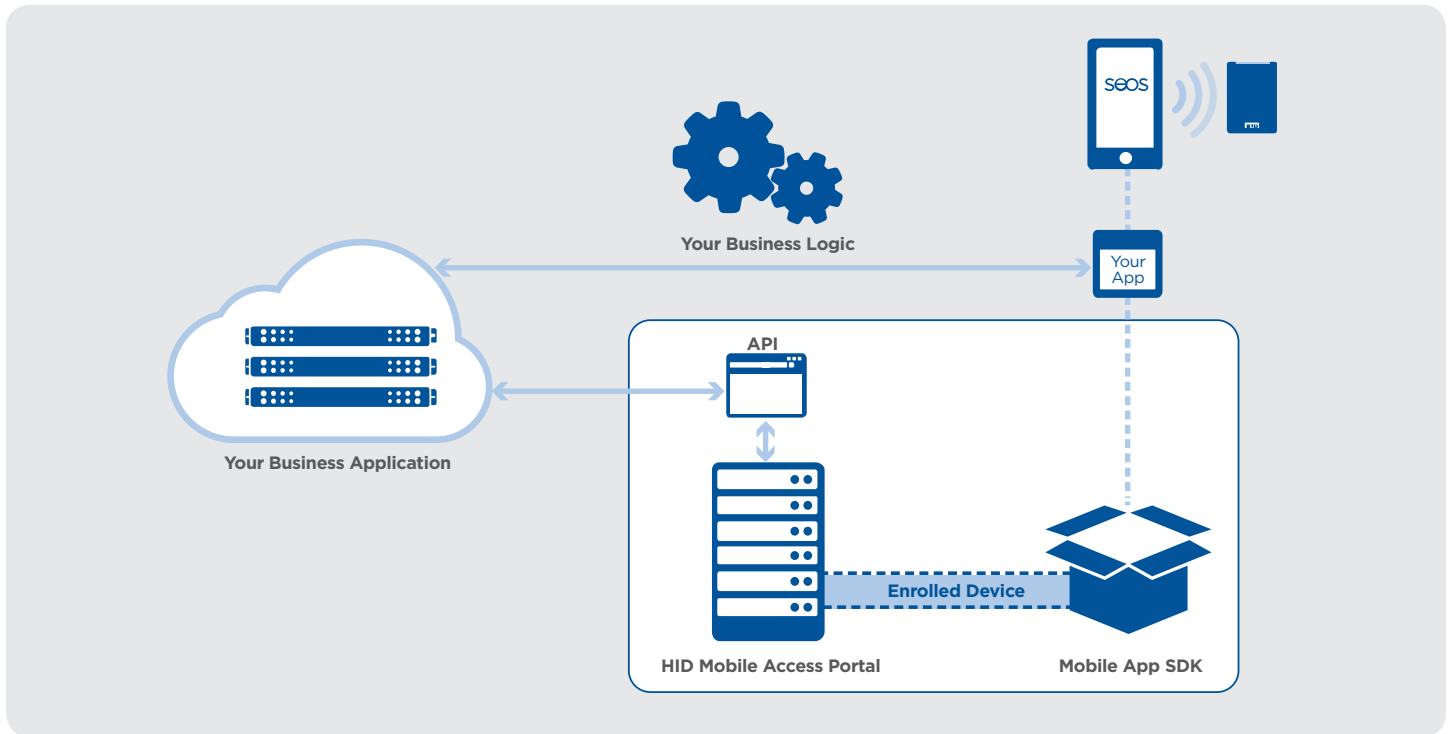 seos
Your Business Logic
Your
App
API
Your Business Application
Enrolled Device
HID Mobile Access Portal
Mobile App SDK